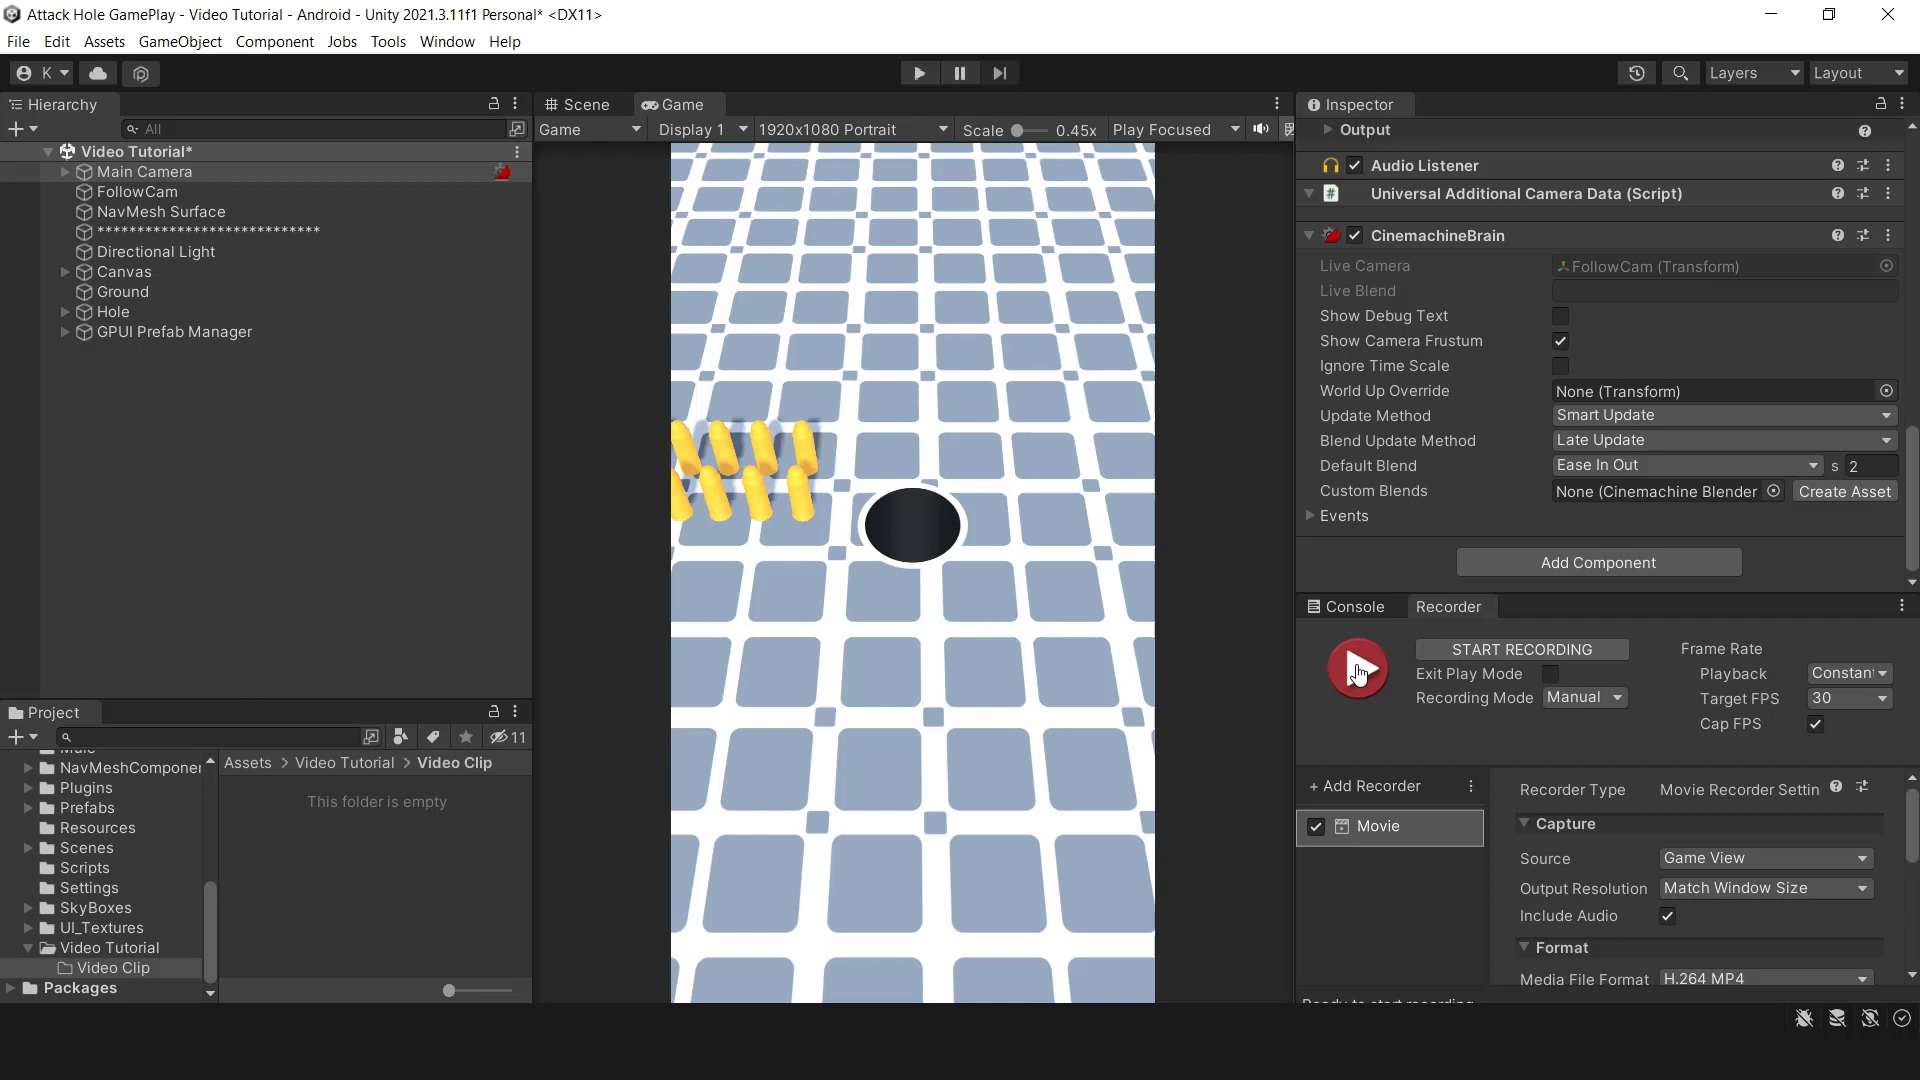 Attack Hole GamePlay - Video Tutorial - Android - Unity 2021.3.11f1 Personal* <DX11>
File Edit Assets GameObject Component Jobs Tools Window Help
K Layers Layout
Hierarchy
All
Video Tutorial*
Main Camera
FollowCam
NavMesh Surface
****************************
Directional Light
Canvas
Ground
Hole
GPUI Prefab Manager
Scene Game
Game Display 1 1920x1080 Portrait Scale 0.45x Play Focused
Inspector
Output
Audio Listener
Universal Additional Camera Data (Script)
CinemachineBrain
Live Camera FollowCam (Transform)
Live Blend
Show Debug Text
Show Camera Frustum
Ignore Time Scale
World Up Override None (Transform)
Update Method Smart Update
Blend Update Method Late Update
Default Blend Ease In Out s 2
Custom Blends None (Cinemachine Blender Create Asset
Events
Add Component
Console Recorder
START RECORDING
Exit Play Mode
Recording Mode Manual
Frame Rate
Playback Constant
Target FPS 30
Cap FPS
+ Add Recorder
Movie
Recorder Type Movie Recorder Settin
Capture
Source Game View
Output Resolution Match Window Size
Include Audio
Format
Media File Format H.264 MP4
Project
11
NavMeshComponer
Plugins
Prefabs
Resources
Scenes
Scripts
Settings
SkyBoxes
UI_Textures
Video Tutorial
Video Clip
Packages
Assets > Video Tutorial > Video Clip
This folder is empty